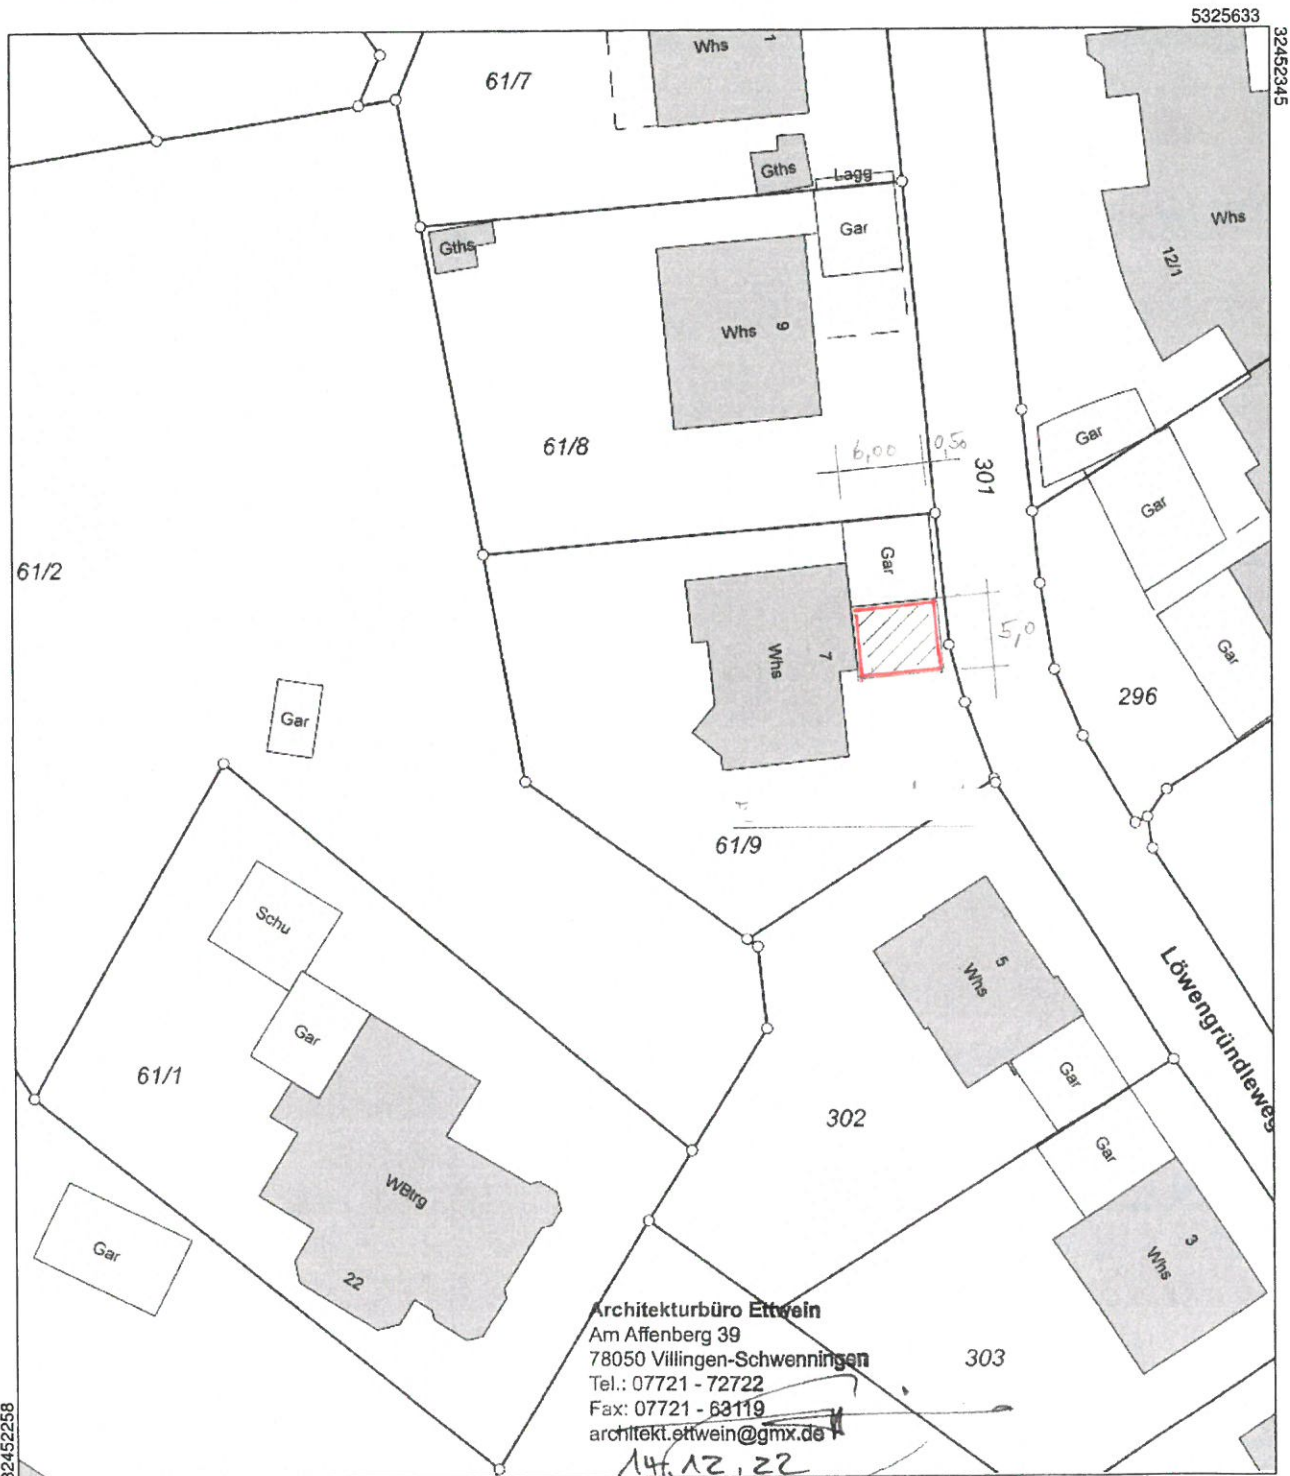 5325633
32452345
61/7
Whs
1
Gths
Lagg
Gar
Gths
Whs
9
Whs
12/1
61/8
6,00
0,50
301
Gar
Gar
61/2
Gar
5,0
Whs
7
Gar
296
Gar
61/9
Schu
Gar
61/1
WBtrg
22
Gar
Whs
5
Gar
302
Löwengründleweg
Gar
Whs
3
303
Architekturbüro Ettwein
Am Affenberg 39
78050 Villingen-Schwenningen
Tel.: 07721 - 72722
Fax: 07721 - 63119
architekt.ettwein@gmx.de
14.12.22
32452258